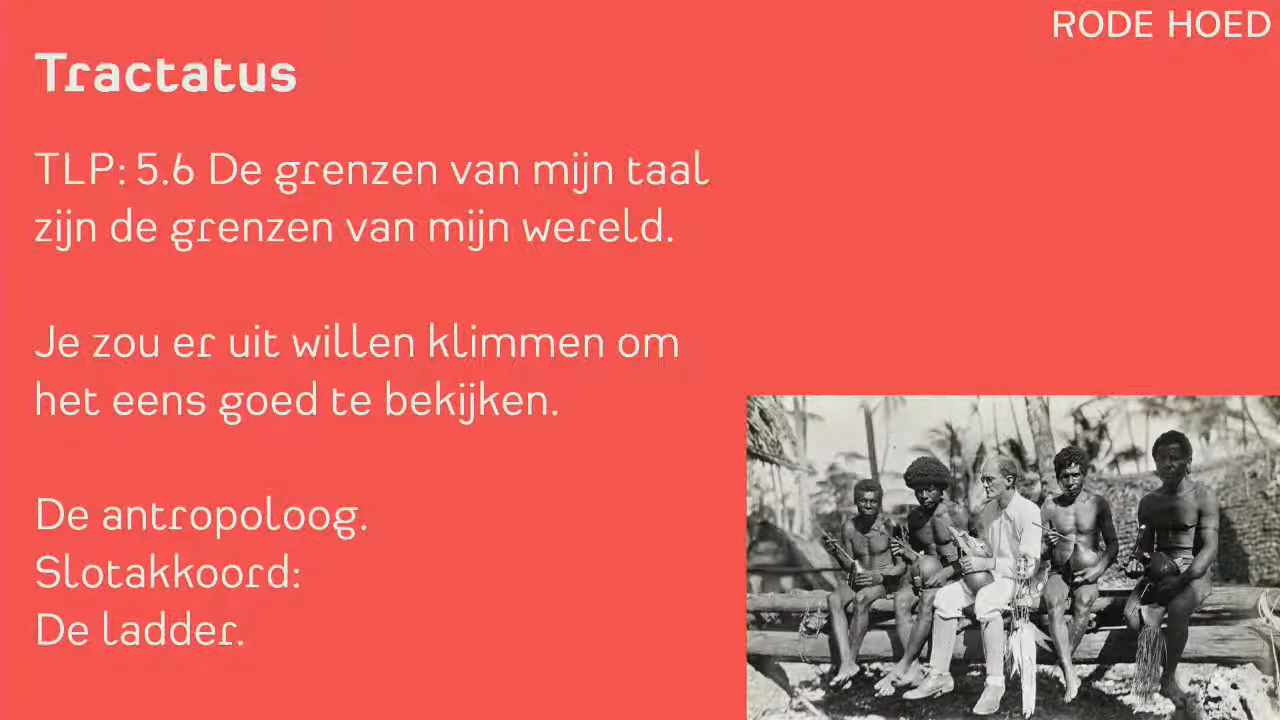 RODE HOED
Tractatus
TLP: 5.6 De grenzen van mijn taal
zijn de grenzen van mijn wereld.
Je zou er uit willen klimmen om
het eens goed te bekijken.
De antropoloog.
Slotakkoord:
De ladder.